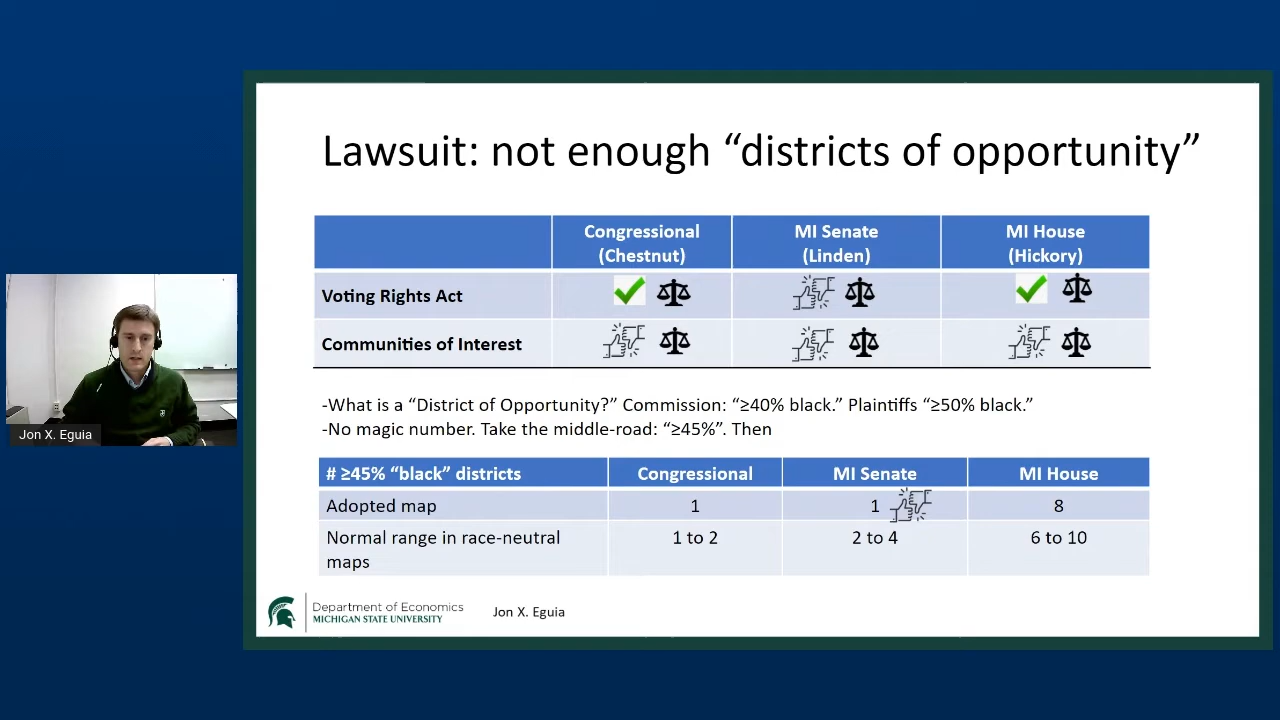 Lawsuit: not enough “districts of opportunity”
Congressional (Chestnut)
MI Senate (Linden)
MI House (Hickory)
Voting Rights Act
Communities of Interest
-What is a “District of Opportunity?” Commission: “≥40% black.” Plaintiffs “≥50% black.”
-No magic number. Take the middle-road: “≥45%”. Then
# ≥45% “black” districts Congressional MI Senate MI House
Adopted map 1 1 8
Normal range in race-neutral maps 1 to 2 2 to 4 6 to 10
Department of Economics
MICHIGAN STATE UNIVERSITY
Jon X. Eguia
Jon X. Eguia